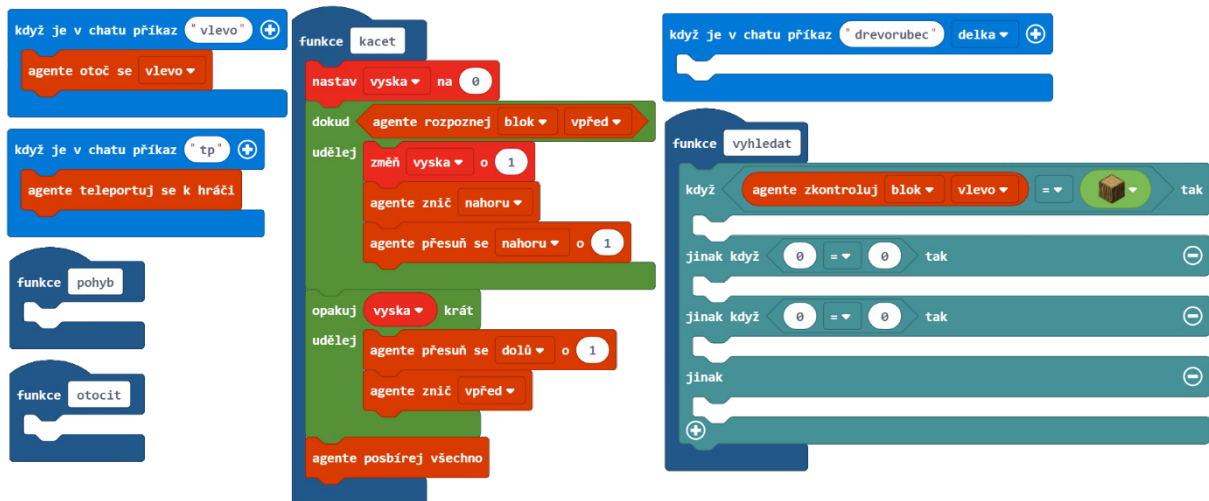 když je v chatu příkaz "vlevo"
agente otoč se vlevo
když je v chatu příkaz "tp"
agente teleportuj se k hráči
funkce pohyb
funkce otocit
funkce kacet
nastav vyska na 0
dokud agente rozpoznej blok vpřed
udělej
změň vyska o 1
agente znič nahoru
agente přesuň se nahoru o 1
opakuj vyska krát
udělej
agente přesuň se dolů o 1
agente znič vpřed
agente posbírej všechno
když je v chatu příkaz "drevorubec" delka
funkce vyhledat
když agente zkontroluj blok vlevo = tak
jinak když 0 = 0 tak
jinak když 0 = 0 tak
jinak